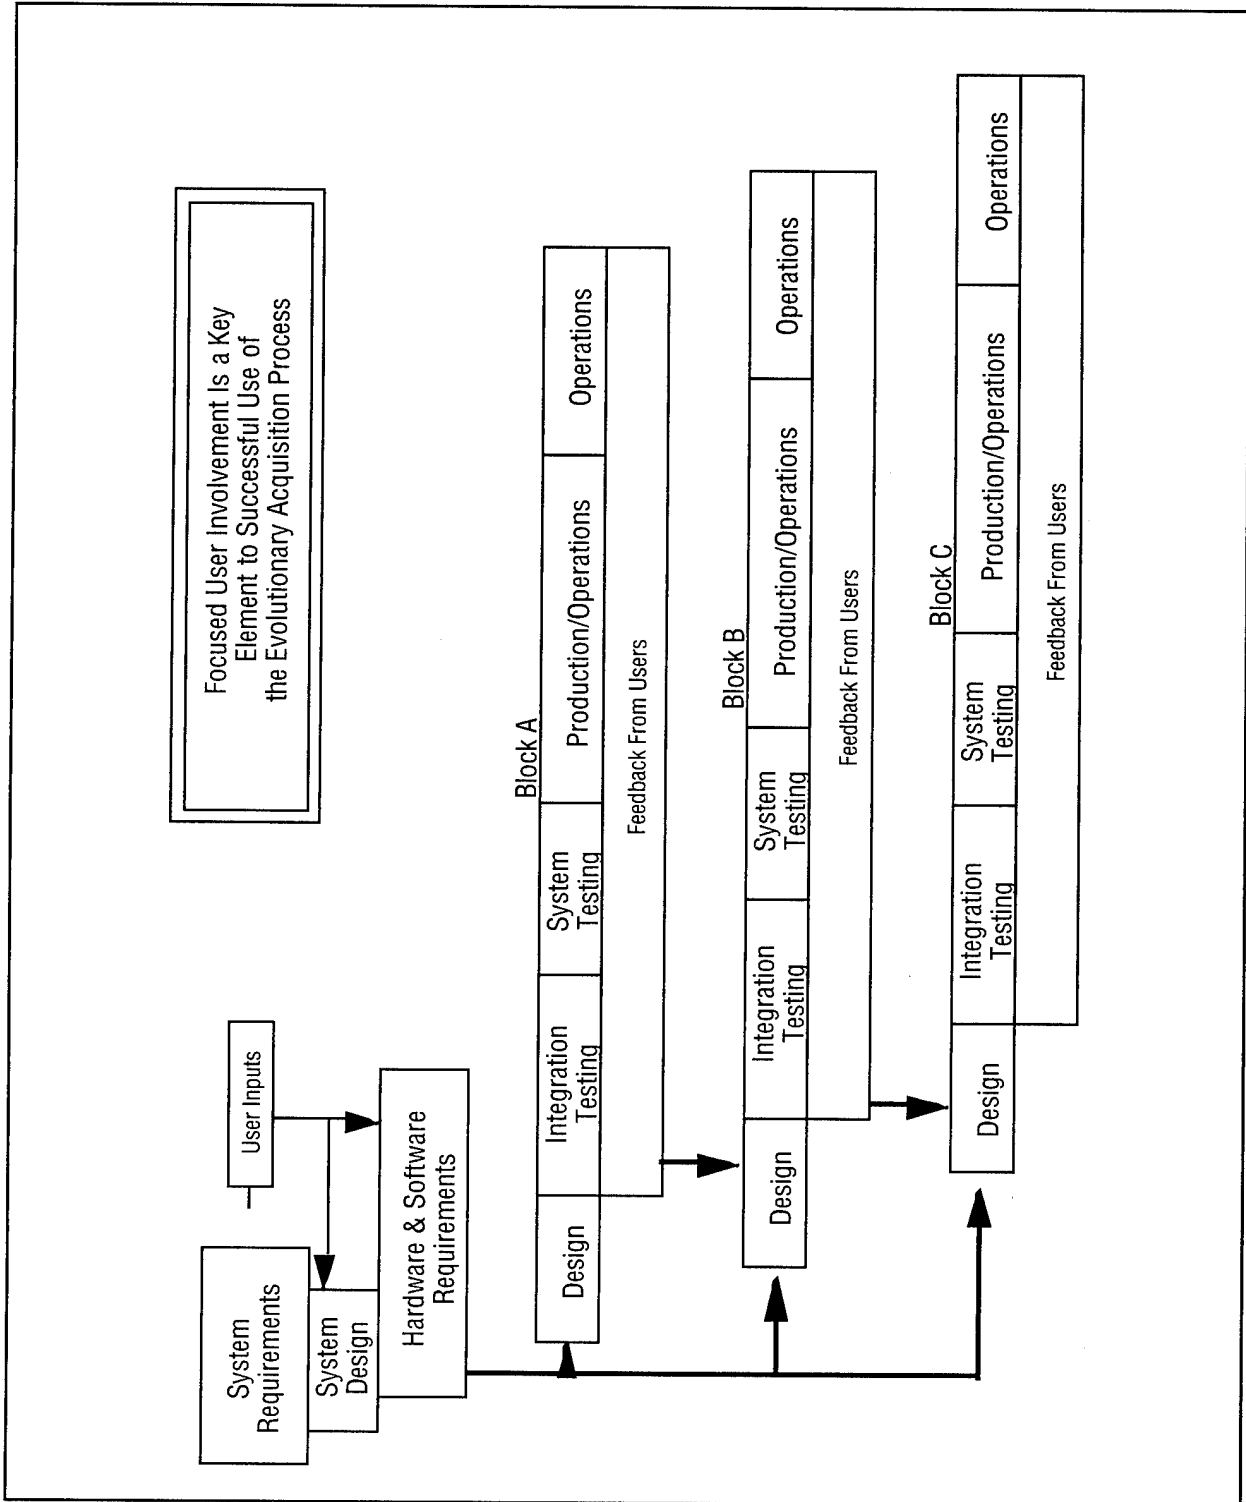 Focused User Involvement Is a Key
Element to Successful Use of
the Evolutionary Acquisition Process
System
Requirements
User Inputs
System
Design
Hardware & Software
Requirements
Block A
Design
Integration
Testing
System
Testing
Production/Operations
Operations
Feedback From Users
Block B
Design
Integration
Testing
System
Testing
Production/Operations
Operations
Feedback From Users
Block C
Design
Integration
Testing
System
Testing
Production/Operations
Operations
Feedback From Users